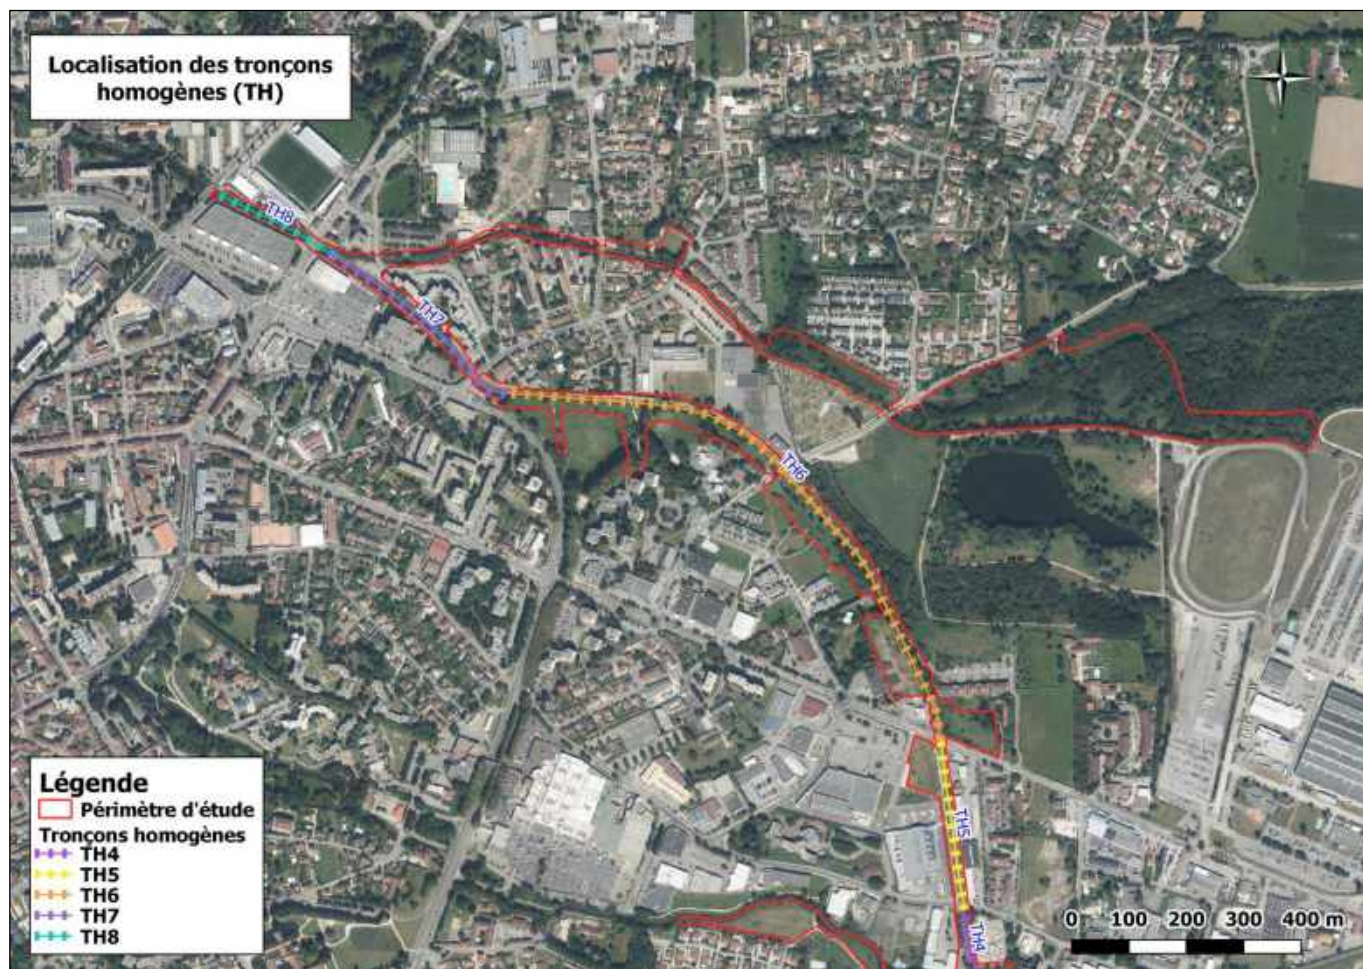 Localisation des tronçons
homogènes (TH)
TH8
TH7
TH6
TH5
TH4
Légende
Périmètre d'étude
Tronçons homogènes
TH4
TH5
TH6
TH7
TH8
0 100 200 300 400 m